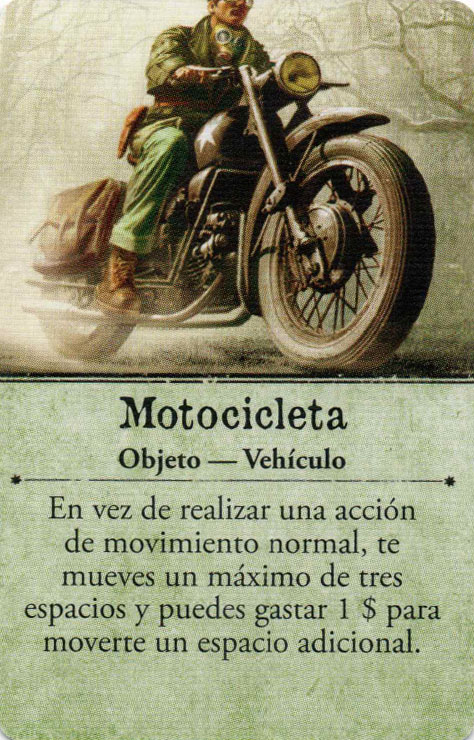 Motocicleta
Objeto — Vehículo
En vez de realizar una acción
de movimiento normal, te
mueves un máximo de tres
espacios y puedes gastar 1 $ para
moverte un espacio adicional.